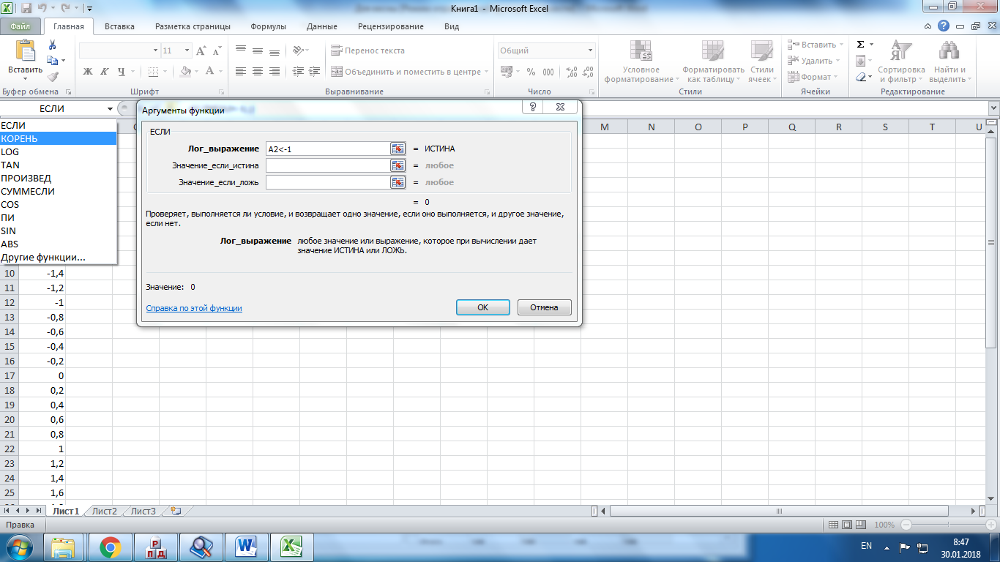 Книга1 - Microsoft Excel
Файл Главная Вставка Разметка страницы Формулы Данные Рецензирование Вид
11 Перенос текста Общий Вставить
Вставить Ж К Ч Объединить и поместить в центре % 000 Условное форматирование Форматировать как таблицу Стили ячеек Удалить Формат Сортировка и фильтр Найти и выделить
Буфер обмена Шрифт Выравнивание Число Стили Ячейки Редактирование
ЕСЛИ
ЕСЛИ
КОРЕНЬ
LOG
TAN
ПРОИЗВЕД
СУММЕСЛИ
COS
ПИ
SIN
ABS
Другие функции...
Аргументы функции
ЕСЛИ
Лог_выражение A2<-1 = ИСТИНА
Значение_если_истина = любое
Значение_если_ложь = любое
= 0
Проверяет, выполняется ли условие, и возвращает одно значение, если оно выполняется, и другое значение,
если нет.
Лог_выражение любое значение или выражение, которое при вычислении дает
значение ИСТИНА или ЛОЖЬ.
Значение: 0
Справка по этой функции OK Отмена
M N O P Q R S T U
10 -1,4
11 -1,2
12 -1
13 -0,8
14 -0,6
15 -0,4
16 -0,2
17 0
18 0,2
19 0,4
20 0,6
21 0,8
22 1
23 1,2
24 1,4
25 1,6
Лист1 Лист2 Лист3
Правка 100%
EN 8:47
30.01.2018